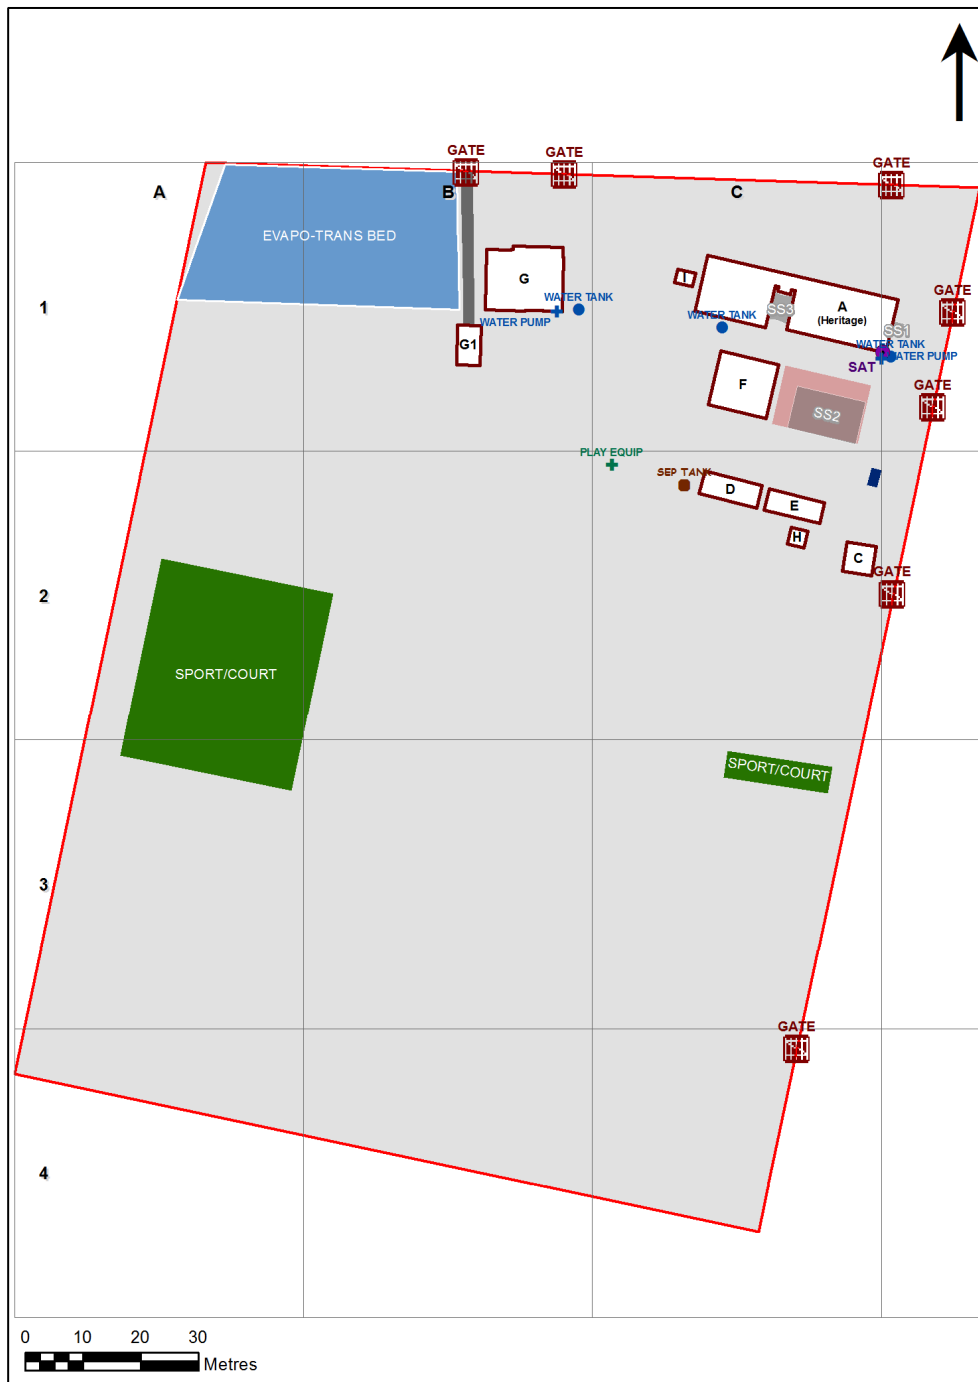 GATE
GATE
GATE
A
B
C
EVAPO-TRANS BED
G
I
GATE
WATER TANK
1
SS3
A
(Heritage)
WATER PUMP
WATER TANK
SS1
G1
WATER TANK
WATER PUMP
SAT
F
GATE
SS2
PLAY EQUIP
SEP TANK
D
E
H
C
GATE
2
SPORT/COURT
SPORT/COURT
3
GATE
4
0 10 20 30
Metres